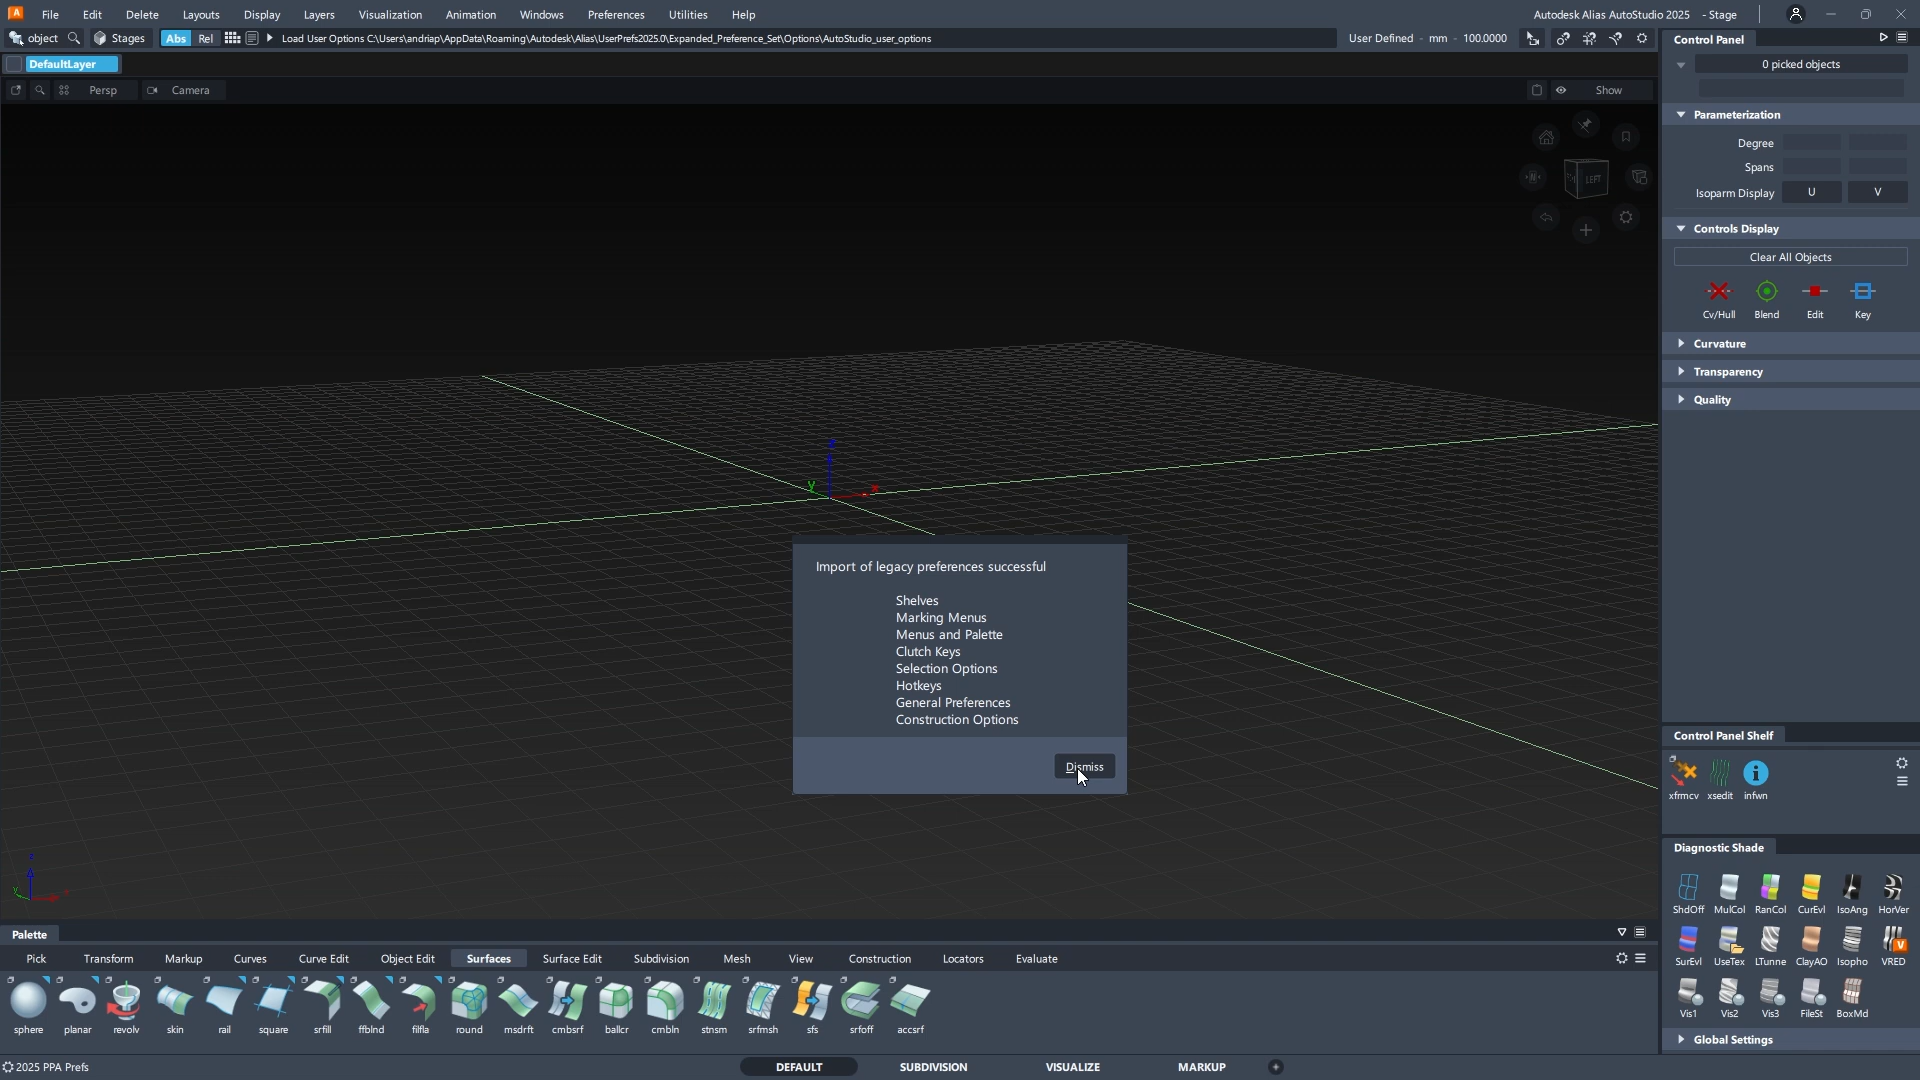 File Edit Delete Layouts Display Layers Visualization Animation Windows Preferences Utilities Help Autodesk Alias AutoStudio 2025 - Stage
object Stages Abs Rel Load User Options C:\Users\andriap\AppData\Roaming\Autodesk\Alias\UserPrefs2025.0\Expanded_Preference_Set\Options\AutoStudio_user_options User Defined - mm - 100.0000
Control Panel
DefaultLayer
0 picked objects
Persp Camera Show
Parameterization
Degree
Spans
Isoparm Display U V
LEFT
Controls Display
Clear All Objects
Cv/Hull Blend Edit Key
Curvature
Transparency
Quality
z
y x
Import of legacy preferences successful
Shelves
Marking Menus
Menus and Palette
Clutch Keys
Selection Options
Hotkeys
General Preferences
Construction Options
Dismiss
Control Panel Shelf
xfrmcv xsedit infwn
Diagnostic Shade
ShdOff MulCol RanCol CurEvl IsoAng HorVer
SurEvl UseTex LTunne ClayAO Isopho VRED
Vis1 Vis2 Vis3 FileSt BoxMd
Global Settings
z
y x
Palette
Pick Transform Markup Curves Curve Edit Object Edit Surfaces Surface Edit Subdivision Mesh View Construction Locators Evaluate
sphere planar revolv skin rail square srfill ffblnd filfla round msdrft cmbsrf ballcr cmbln stnsm srfmsh sfs srfoff accsrf
2025 PPA Prefs DEFAULT SUBDIVISION VISUALIZE MARKUP